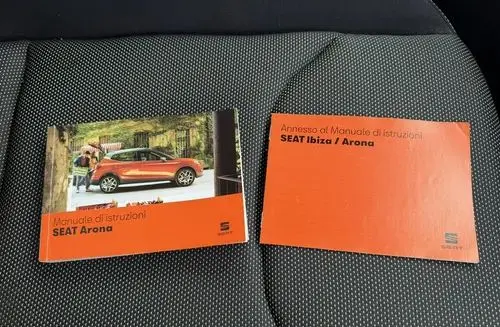 Manuale di istruzioni
SEAT Arona
SEAT
Annesso al Manuale di istruzioni
SEAT Ibiza / Arona
SEAT